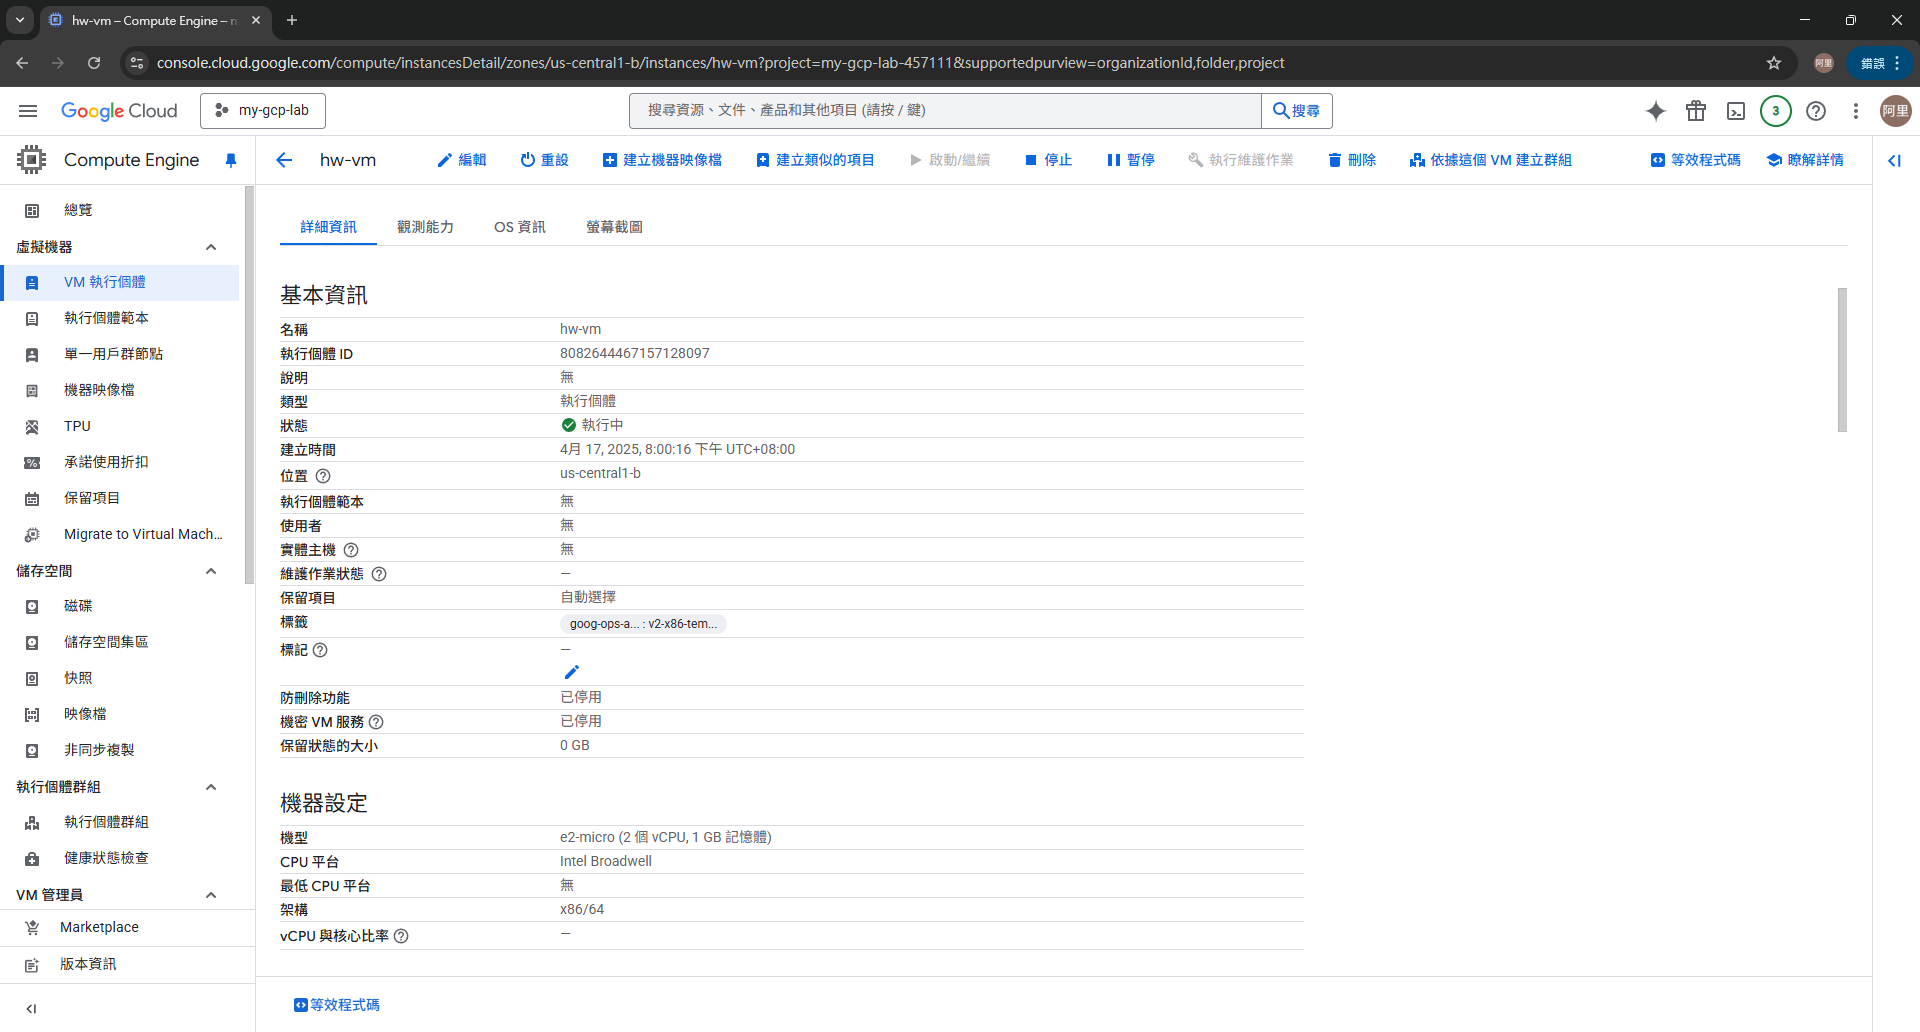 hw-vm – Compute Engine – m
console.cloud.google.com/compute/instancesDetail/zones/us-central1-b/instances/hw-vm?project=my-gcp-lab-457111&supportedpurview=organizationId,folder,project
阿里
錯誤
Google Cloud
my-gcp-lab
搜尋資源、文件、產品和其他項目 (請按 / 鍵)
搜尋
3
阿里
Compute Engine
hw-vm
編輯
重設
建立機器映像檔
建立類似的項目
啟動/繼續
停止
暫停
執行維護作業
刪除
依據這個 VM 建立群組
等效程式碼
瞭解詳情
總覽
虛擬機器
VM 執行個體
執行個體範本
單一用戶群節點
機器映像檔
TPU
承諾使用折扣
保留項目
Migrate to Virtual Mach...
儲存空間
磁碟
儲存空間集區
快照
映像檔
非同步複製
執行個體群組
執行個體群組
健康狀態檢查
VM 管理員
Marketplace
版本資訊
詳細資訊
觀測能力
OS 資訊
螢幕截圖
基本資訊
名稱 hw-vm
執行個體 ID 8082644467157128097
說明 無
類型 執行個體
狀態 執行中
建立時間 4月 17, 2025, 8:00:16 下午 UTC+08:00
位置 us-central1-b
執行個體範本 無
使用者 無
實體主機 無
維護作業狀態 —
保留項目 自動選擇
標籤 goog-ops-a... : v2-x86-tem...
標記 —
防刪除功能 已停用
機密 VM 服務 已停用
保留狀態的大小 0 GB
機器設定
機型 e2-micro (2 個 vCPU, 1 GB 記憶體)
CPU 平台 Intel Broadwell
最低 CPU 平台 無
架構 x86/64
vCPU 與核心比率 —
等效程式碼